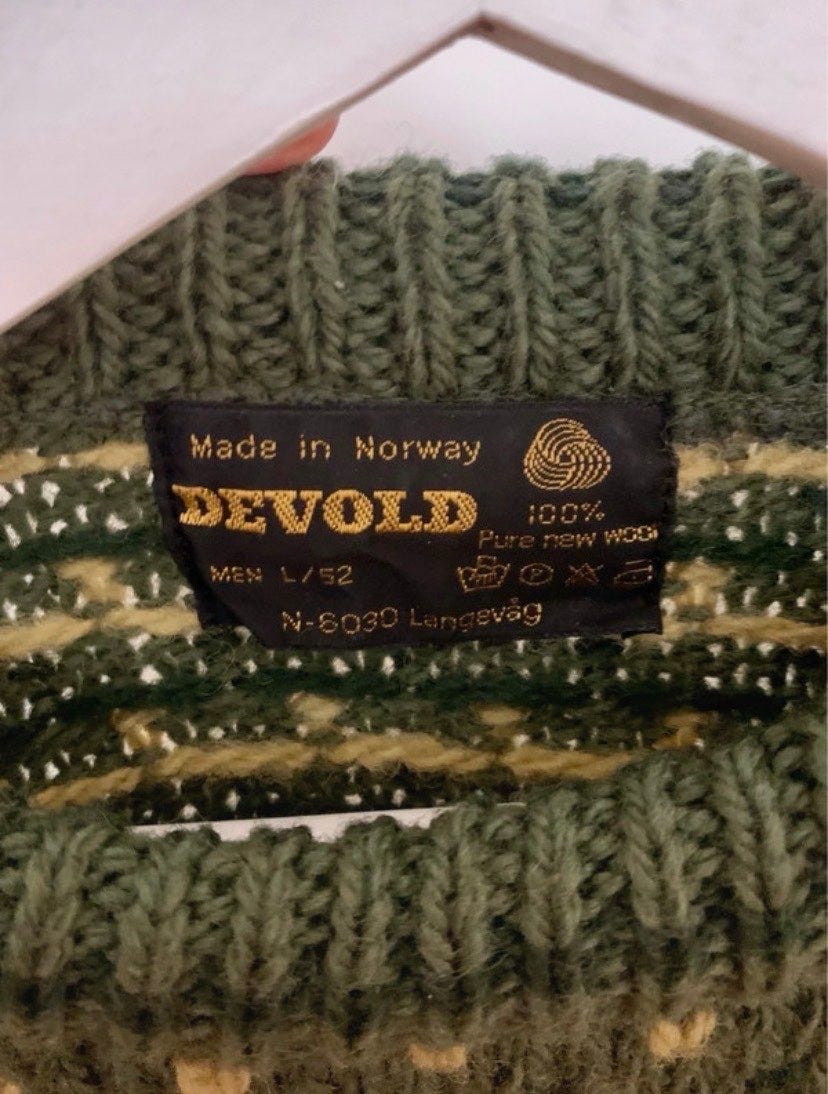 Made in Norway
DEVOLD
100%
Pure new wool
MEN L/52
P
N-6030 Langevåg